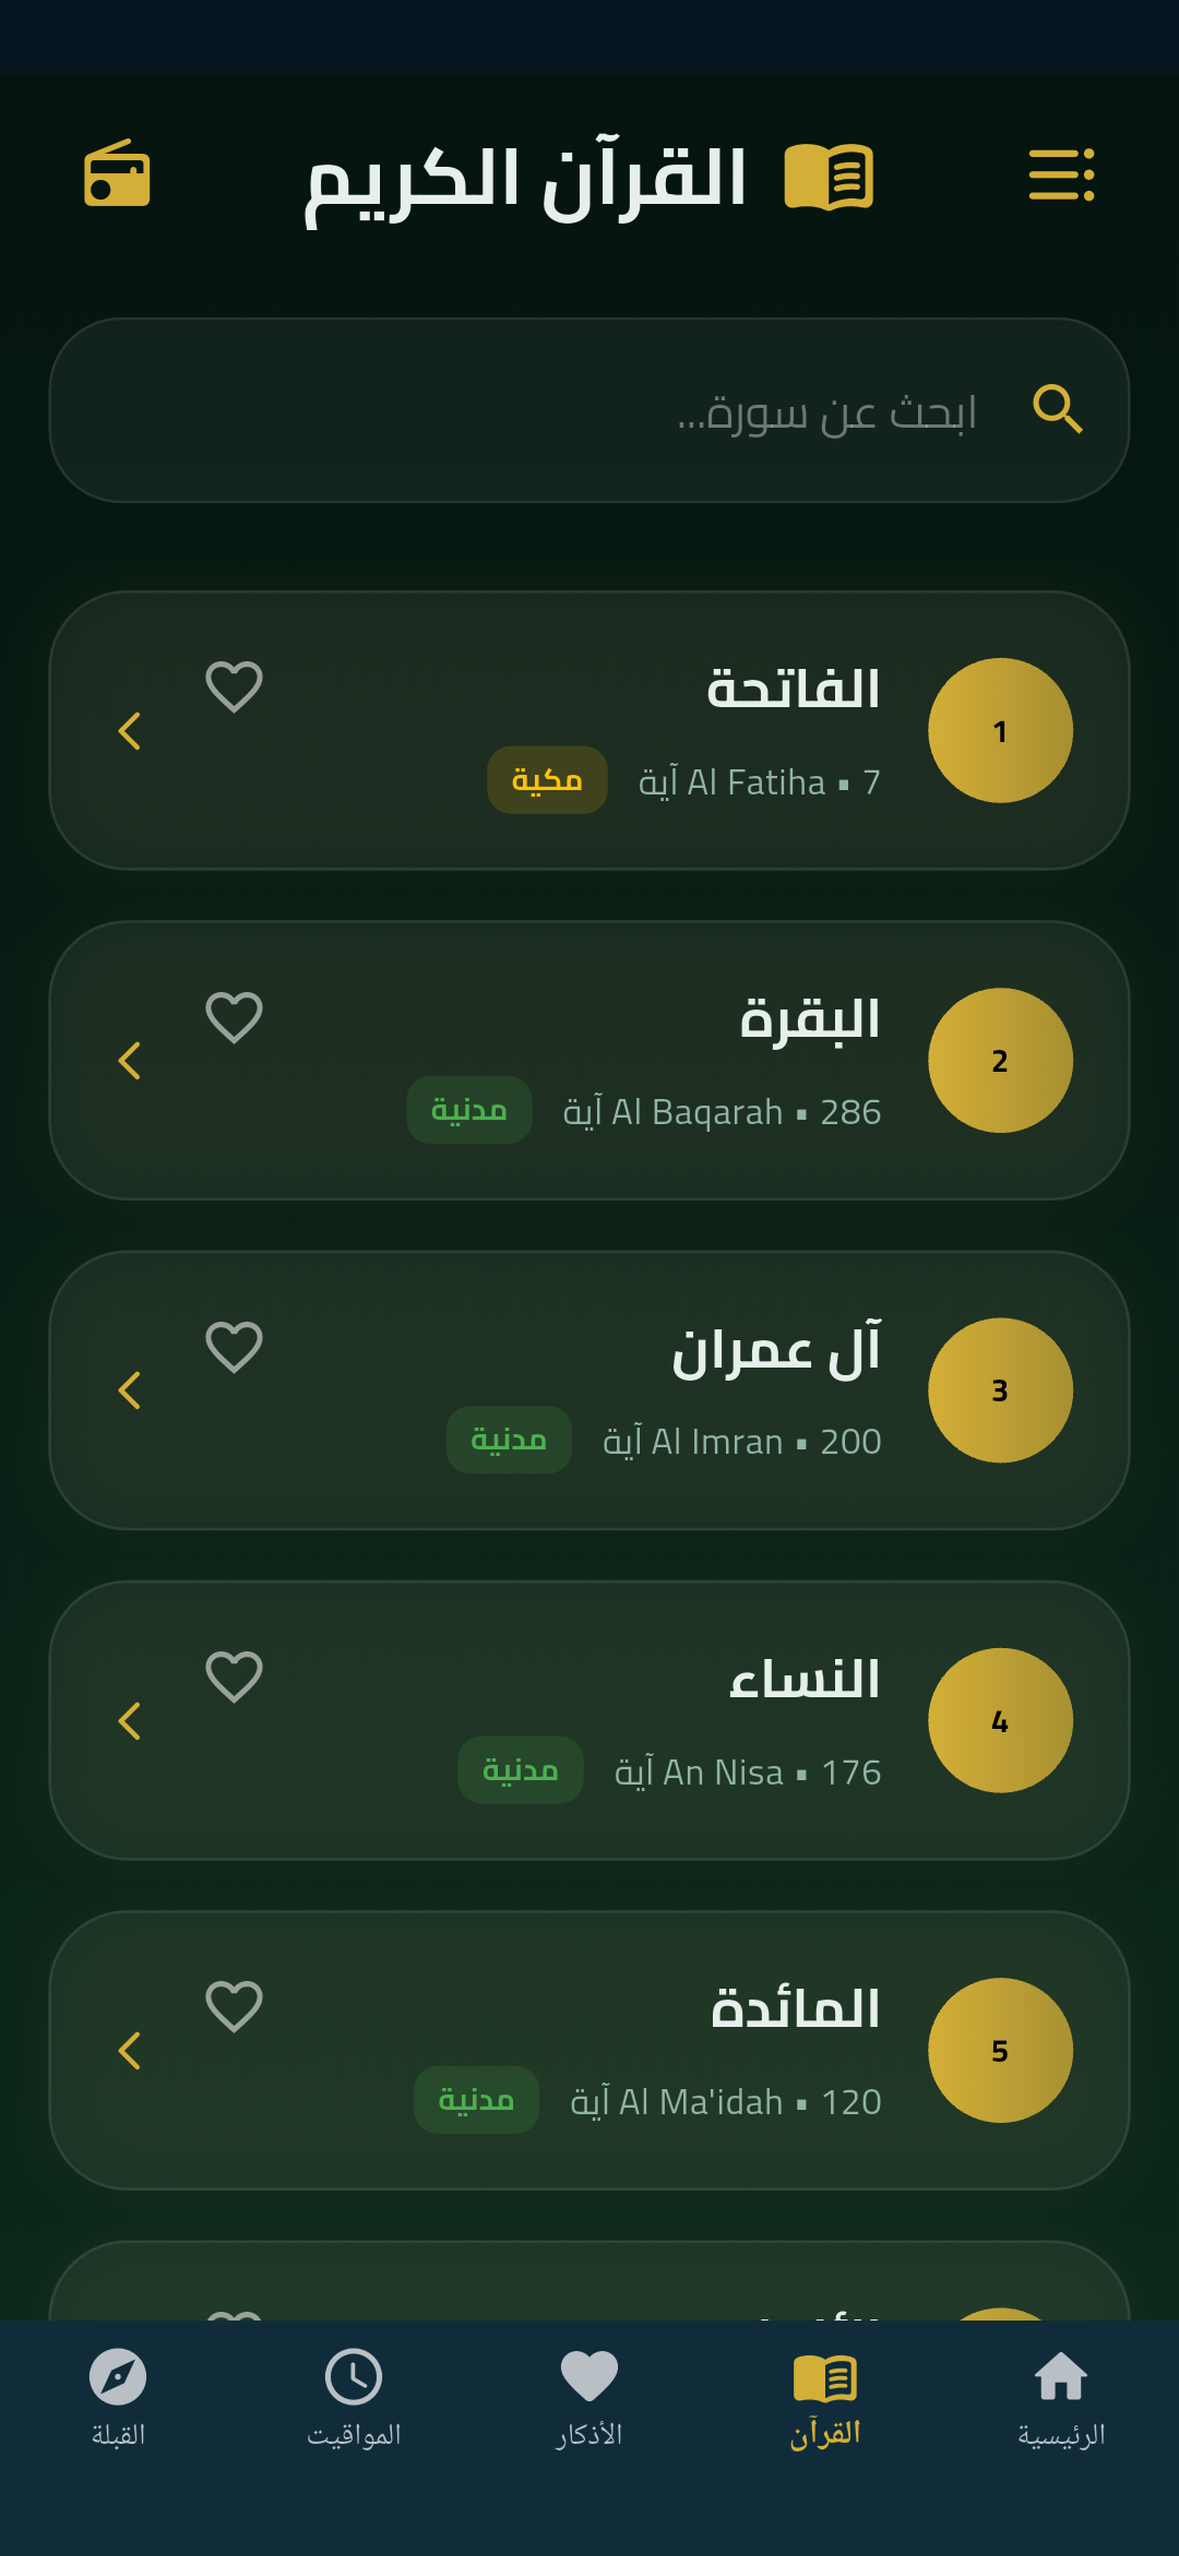 القرآن الكريم
ابحث عن سورة...
1
الفاتحة
7 ▪ Al Fatiha آية
مكية
2
البقرة
286 ▪ Al Baqarah آية
مدنية
3
آل عمران
200 ▪ Al Imran آية
مدنية
4
النساء
176 ▪ An Nisa آية
مدنية
5
المائدة
120 ▪ Al Ma'idah آية
مدنية
الرئيسية
القرآن
الأذكار
المواقيت
القبلة